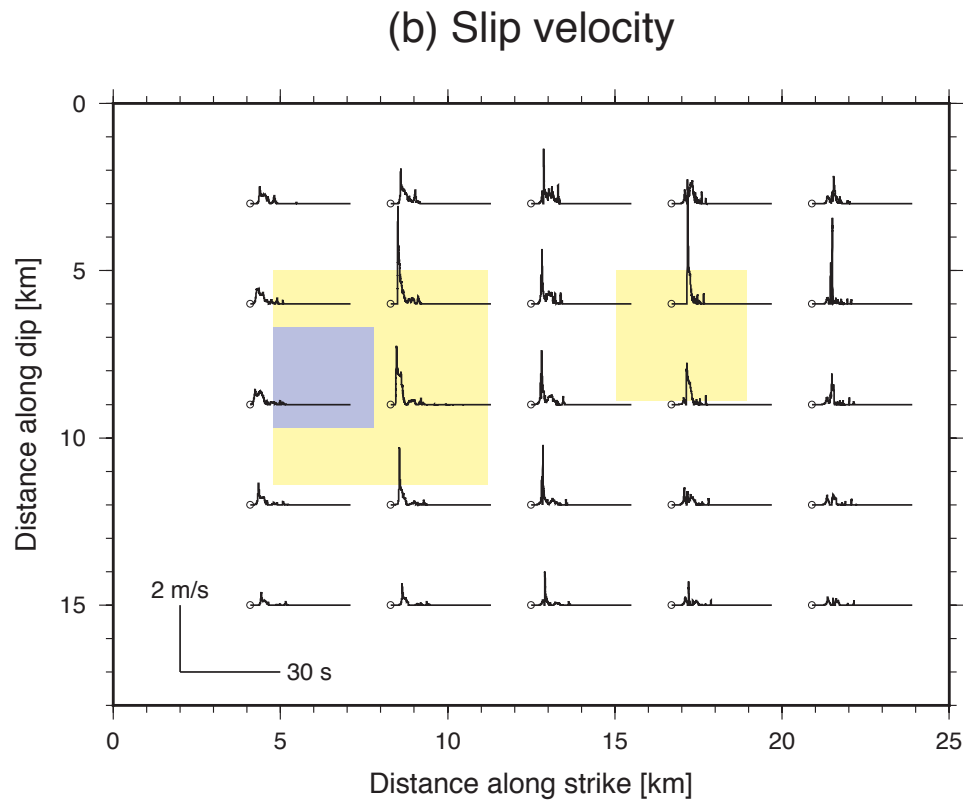 (b) Slip velocity
0
5
10
15
Distance along dip [km]
2 m/s
30 s
0 5 10 15 20 25
Distance along strike [km]